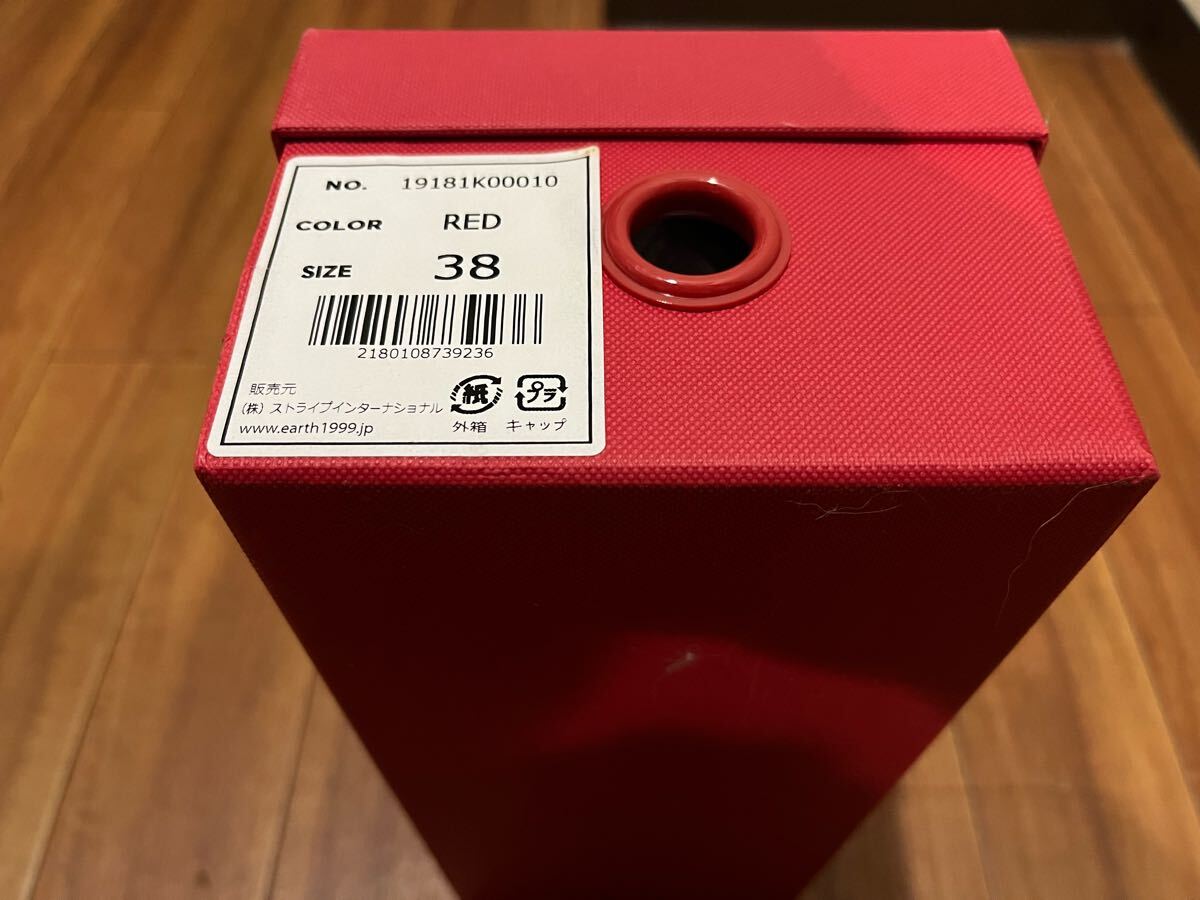 NO. 19181K00010
COLOR RED
SIZE 38
2180108739236
販売元
(株) ストライプインターナショナル
www.earth1999.jp
紙 プラ
外箱 キャップ